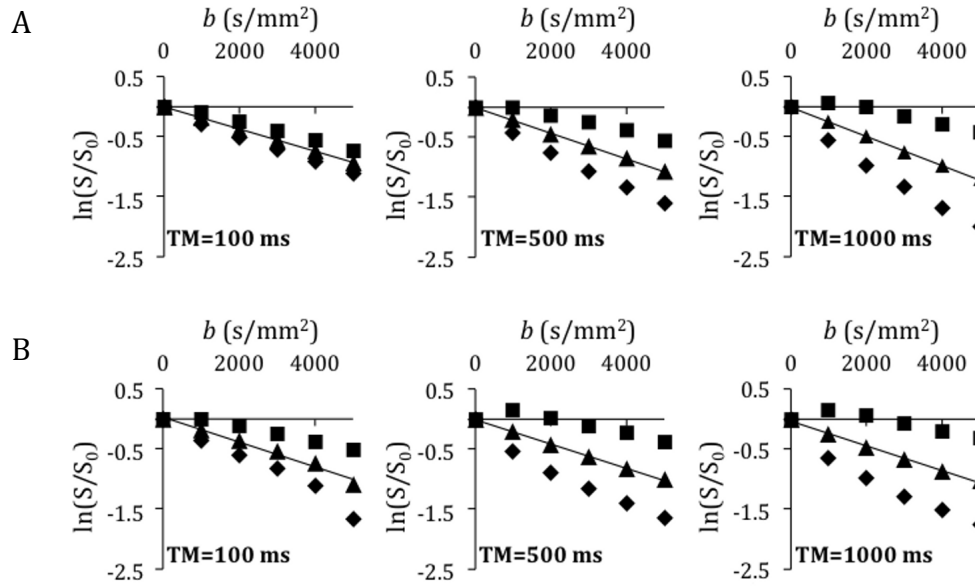 A
b (s/mm²) b (s/mm²) b (s/mm²)
0 2000 4000 0 2000 4000 0 2000 4000
0.5 0.5 0.5
-0.5 -0.5 -0.5
-1.5 -1.5 -1.5
-2.5 -2.5 -2.5
ln(S/S₀) ln(S/S₀) ln(S/S₀)
TM=100 ms TM=500 ms TM=1000 ms
B
b (s/mm²) b (s/mm²) b (s/mm²)
0 2000 4000 0 2000 4000 0 2000 4000
0.5 0.5 0.5
-0.5 -0.5 -0.5
-1.5 -1.5 -1.5
-2.5 -2.5 -2.5
ln(S/S₀) ln(S/S₀) ln(S/S₀)
TM=100 ms TM=500 ms TM=1000 ms